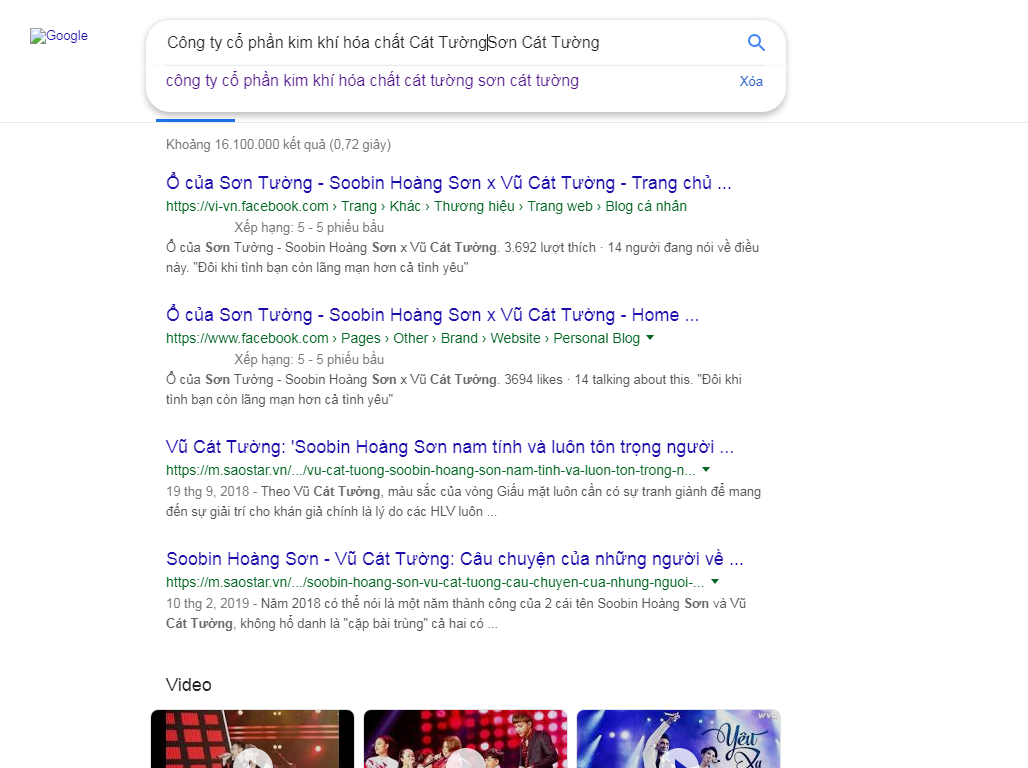 Google
Công ty cổ phần kim khí hóa chất Cát TườngSơn Cát Tường
công ty cổ phần kim khí hóa chất cát tường sơn cát tường Xóa
Khoảng 16.100.000 kết quả (0,72 giây)
Ổ của Sơn Tường - Soobin Hoàng Sơn x Vũ Cát Tường - Trang chủ ...
https://vi-vn.facebook.com › Trang › Khác › Thương hiệu › Trang web › Blog cá nhân
Xếp hạng: 5 - 5 phiếu bầu
Ổ của Sơn Tường - Soobin Hoàng Sơn x Vũ Cát Tường. 3.692 lượt thích · 14 người đang nói về điều
này. "Đôi khi tình bạn còn lãng mạn hơn cả tình yêu"
Ổ của Sơn Tường - Soobin Hoàng Sơn x Vũ Cát Tường - Home ...
https://www.facebook.com › Pages › Other › Brand › Website › Personal Blog
Xếp hạng: 5 - 5 phiếu bầu
Ổ của Sơn Tường - Soobin Hoàng Sơn x Vũ Cát Tường. 3694 likes · 14 talking about this. "Đôi khi
tình bạn còn lãng mạn hơn cả tình yêu"
Vũ Cát Tường: 'Soobin Hoàng Sơn nam tính và luôn tôn trọng người ...
https://m.saostar.vn/.../vu-cat-tuong-soobin-hoang-son-nam-tinh-va-luon-ton-trong-n...
19 thg 9, 2018 - Theo Vũ Cát Tường, màu sắc của vòng Giấu mặt luôn cần có sự tranh giành để mang
đến sự giải trí cho khán giả chính là lý do các HLV luôn ...
Soobin Hoàng Sơn - Vũ Cát Tường: Câu chuyện của những người về ...
https://m.saostar.vn/.../soobin-hoang-son-vu-cat-tuong-cau-chuyen-cua-nhung-nguoi-...
10 thg 2, 2019 - Năm 2018 có thể nói là một năm thành công của 2 cái tên Soobin Hoàng Sơn và Vũ
Cát Tường, không hổ danh là "cặp bài trùng" cả hai có ...
Video
Yêu
Xa